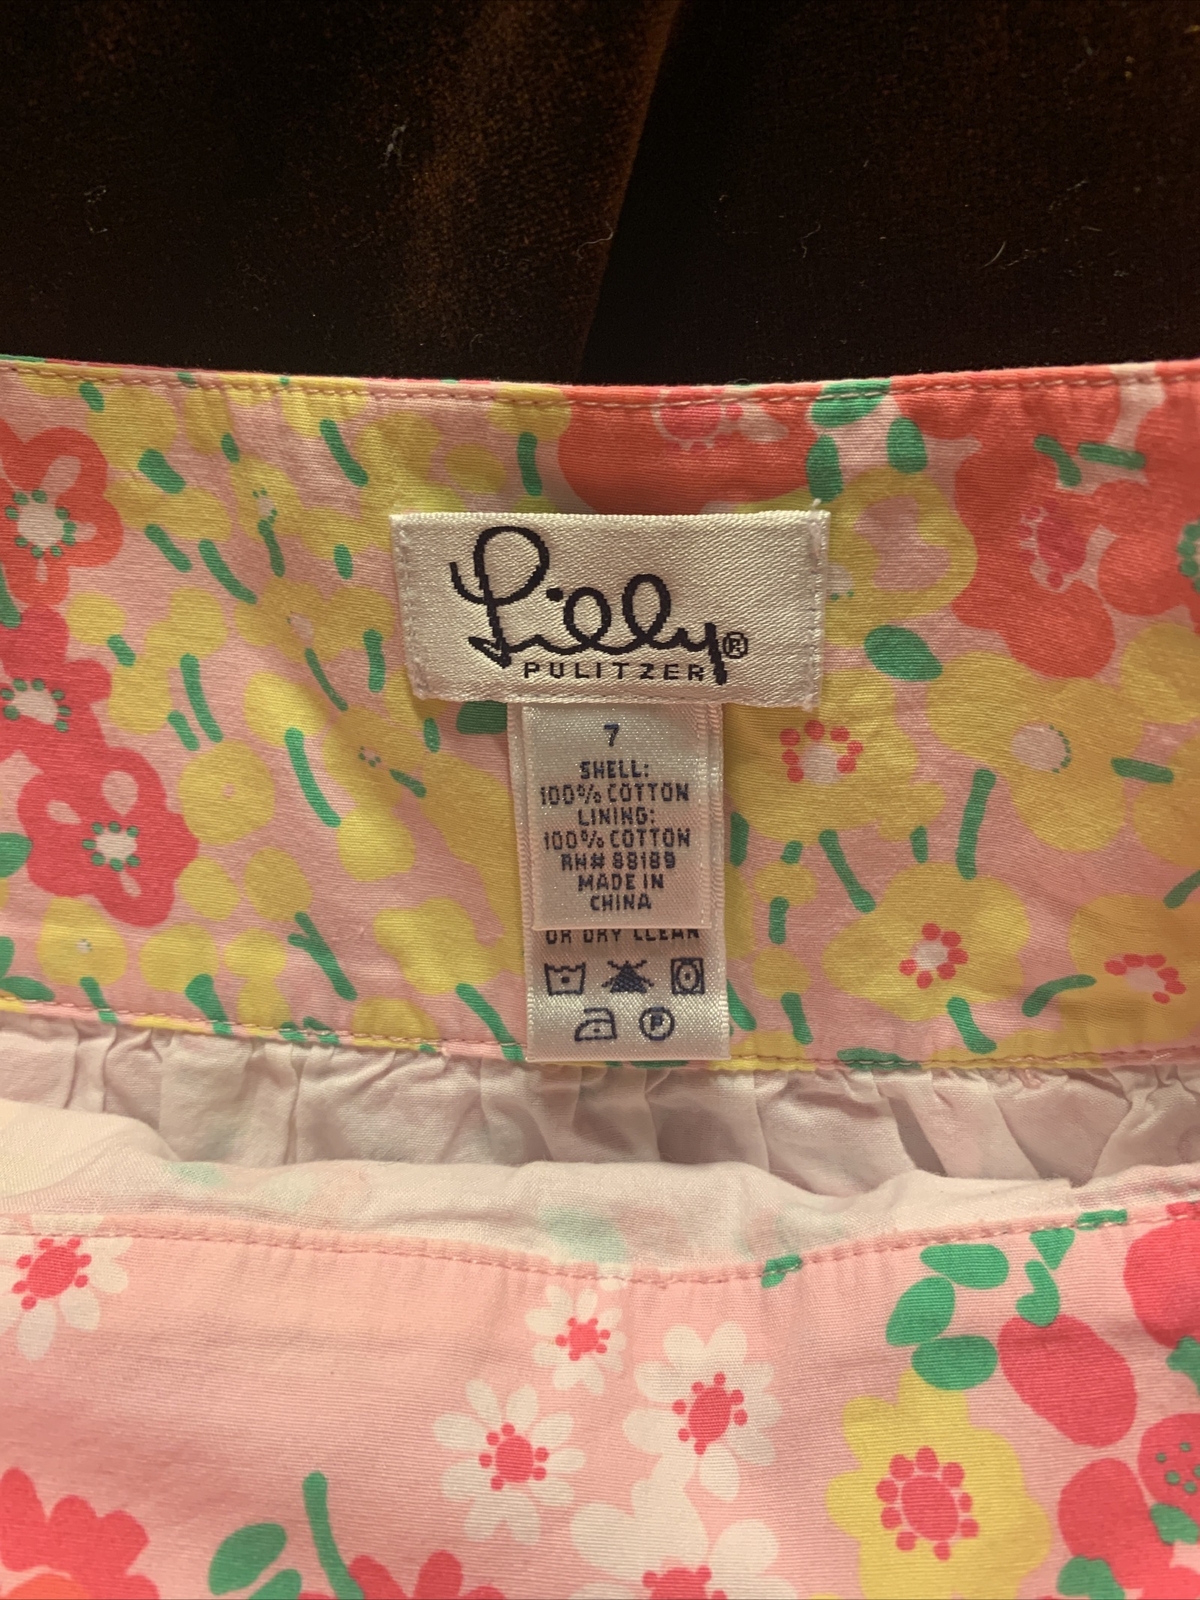 Lilly®
PULITZER
7
SHELL:
100% COTTON
LINING:
100% COTTON
RN# 88189
MADE IN
CHINA
OR DRY CLEAN
P